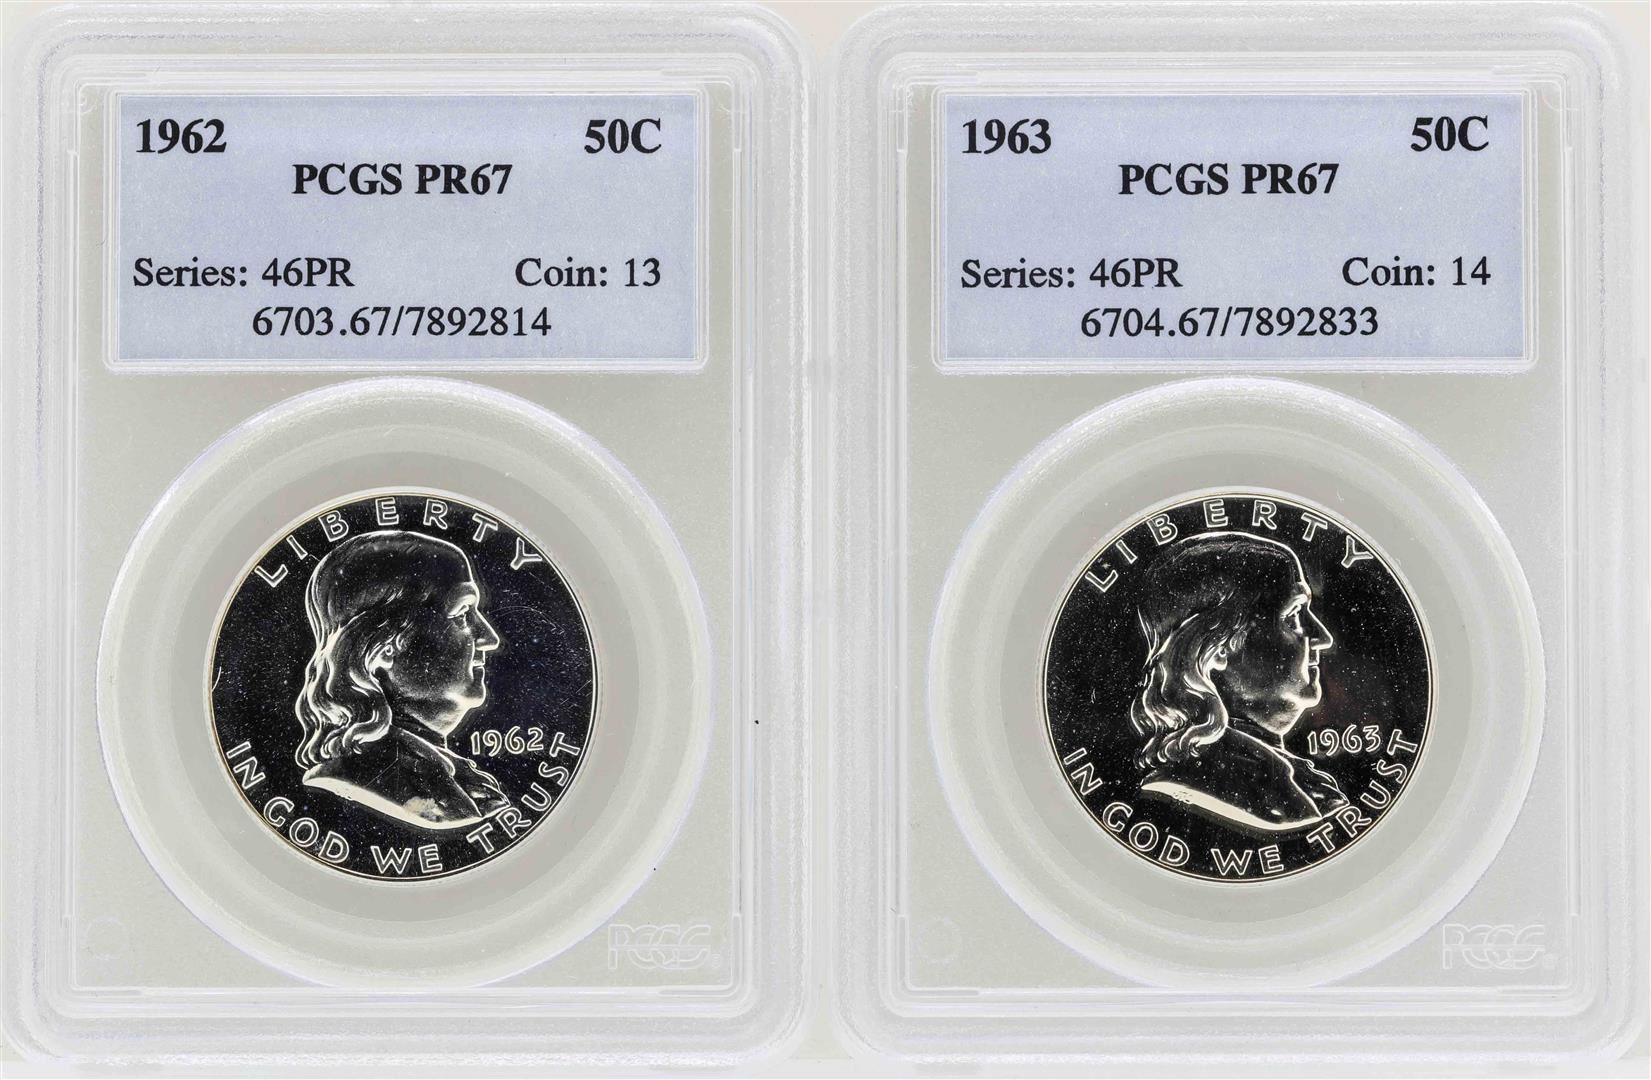 1962 50C
PCGS PR67
Series: 46PR Coin: 13
6703.67/7892814
LIBERTY
1962
IN GOD WE TRUST
PCGS
1963 50C
PCGS PR67
Series: 46PR Coin: 14
6704.67/7892833
LIBERTY
1963
IN GOD WE TRUST
PCGS